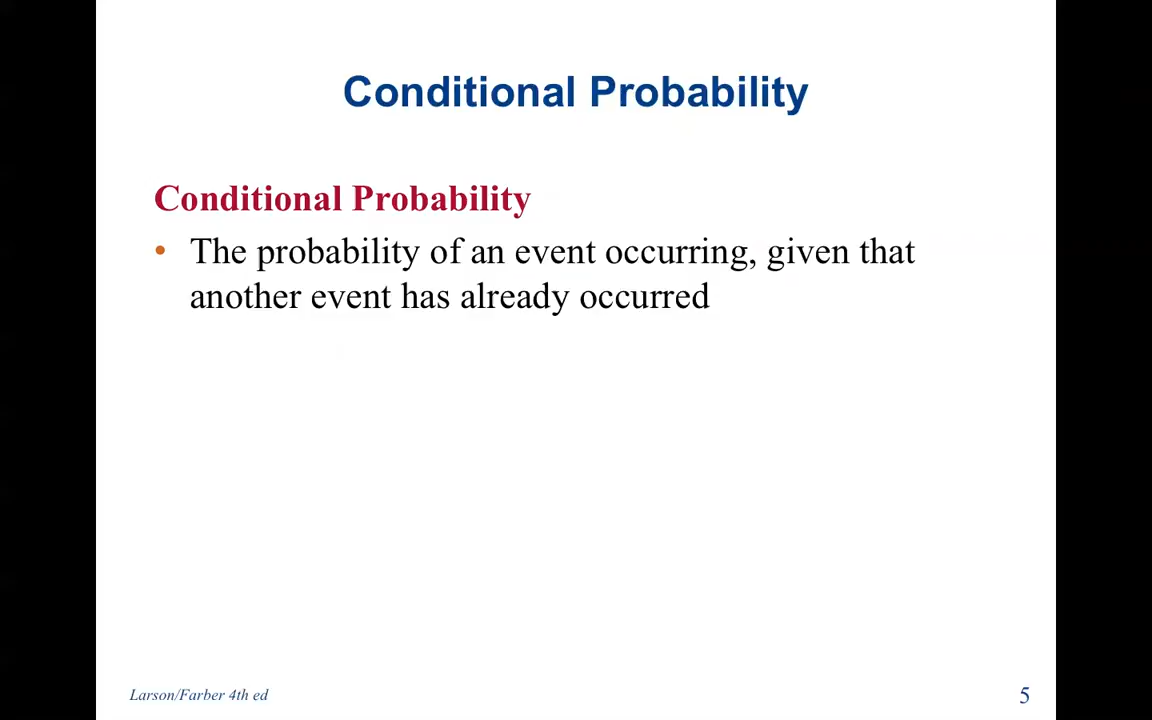 Conditional Probability
Conditional Probability
• The probability of an event occurring, given that
another event has already occurred
Larson/Farber 4th ed
5